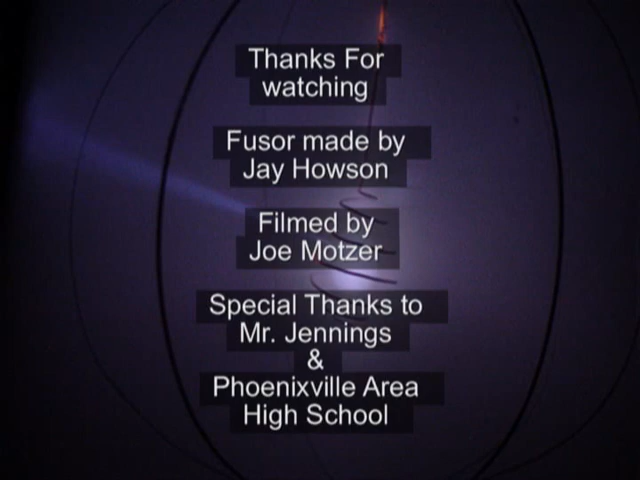 Thanks For
watching
Fusor made by
Jay Howson
Filmed by
Joe Motzer
Special Thanks to
Mr. Jennings
&
Phoenixville Area
High School